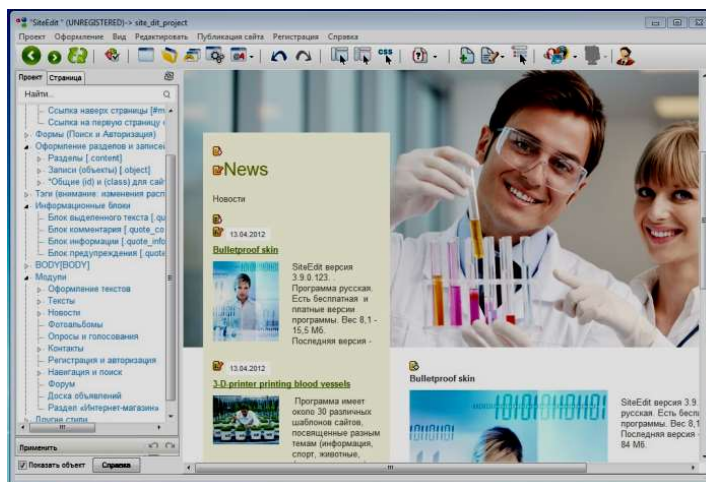 "SiteEdit " (UNREGISTERED)-> site_dit_project
Проект Оформление Вид Редактировать Публикация сайта Регистрация Справка
CSS
Проект Страница
Найти..
Ссылка наверх страницы [#m
Ссылка на первую страницу
Формы (Поиск и Авторизация)
Оформление разделов и записей
Разделы [.content]
Записи (объекты) [.object]
*Общие (id) и (class) для сай
Тэги (внимание: изменения расп
Информационные блоки
Блок выделенного текста [.qu
Блок комментария [.quote_co
Блок информации [.quote_info
Блок предупреждения [.quote
BODY[BODY]
Модули
Оформление текстов
Тексты
Новости
Фотоальбомы
Опросы и голосования
Контакты
Регистрация и авторизация
Навигация и поиск
Форум
Доска объявлений
Раздел «Интернет-магазин»
Другие стили
Применить
Показать объект Справка
News
Новости
13.04.2012
Bulletproof skin
SiteEdit версия
3.9.0.123. .
Программа русская.
Есть бесплатная и
платные версии
программы. Вес 8,1 -
15,5 Мб.
Последняя версия -
13.04.2012
3-D-printer printing blood vessels
Программа имеет
около 30 различных
шаблонов сайтов,
посвященные разным
темам (информация,
спорт, животные,
Bulletproof skin
SiteEdit версия 3.9.
русская. Есть бесп
программы. Вес 8,1
Последняя версия -
84 Мб.